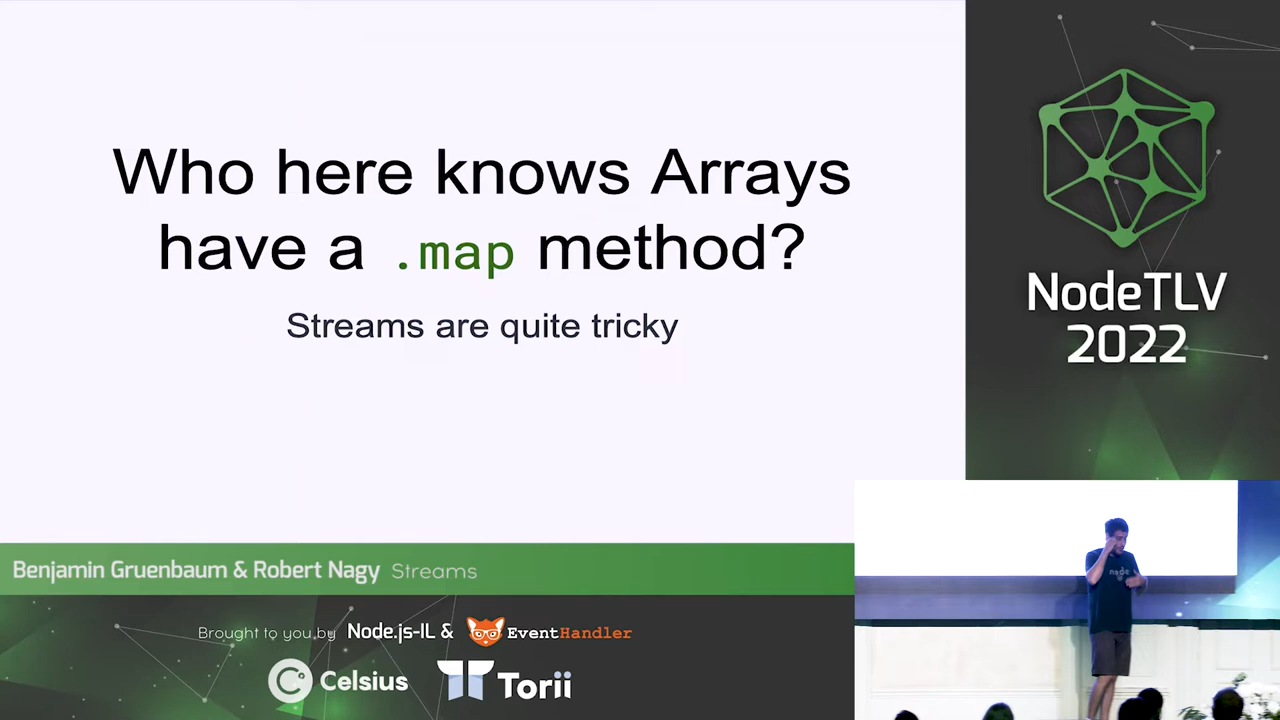 Who here knows Arrays
have a .map method?
Streams are quite tricky
NodeTLV
2022
Benjamin Gruenbaum & Robert Nagy Streams
Brought to you by Node.js-IL & EventHandler
Celsius Torii
node